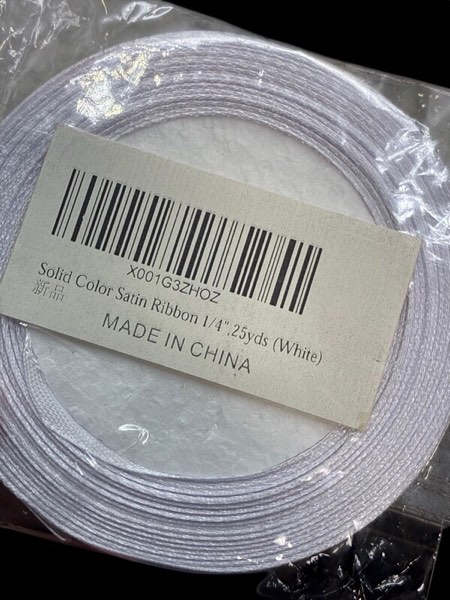 X001G3ZHOZ
Solid Color Satin Ribbon 1/4",25yds (White)
新品
MADE IN CHINA